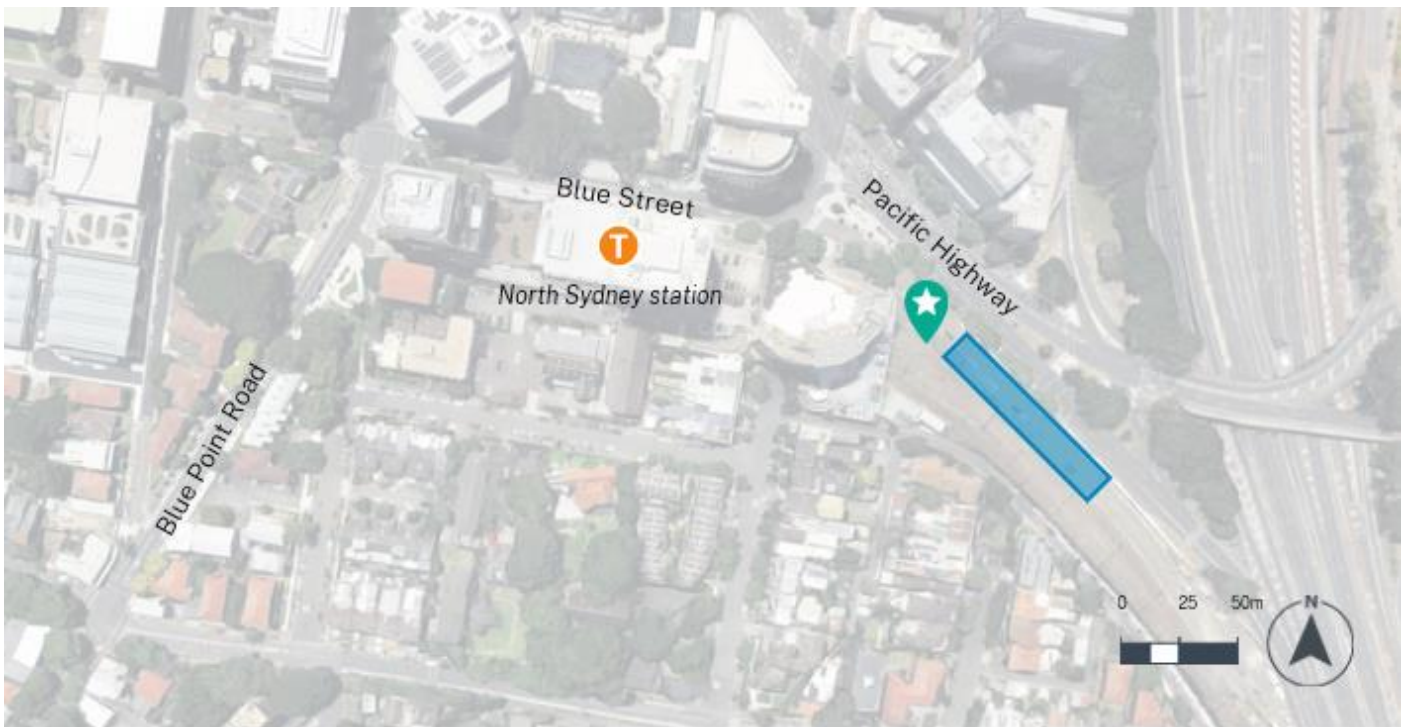 Blue Street
T
North Sydney station
Pacific Highway
Blue Point Road
0 25 50m
N